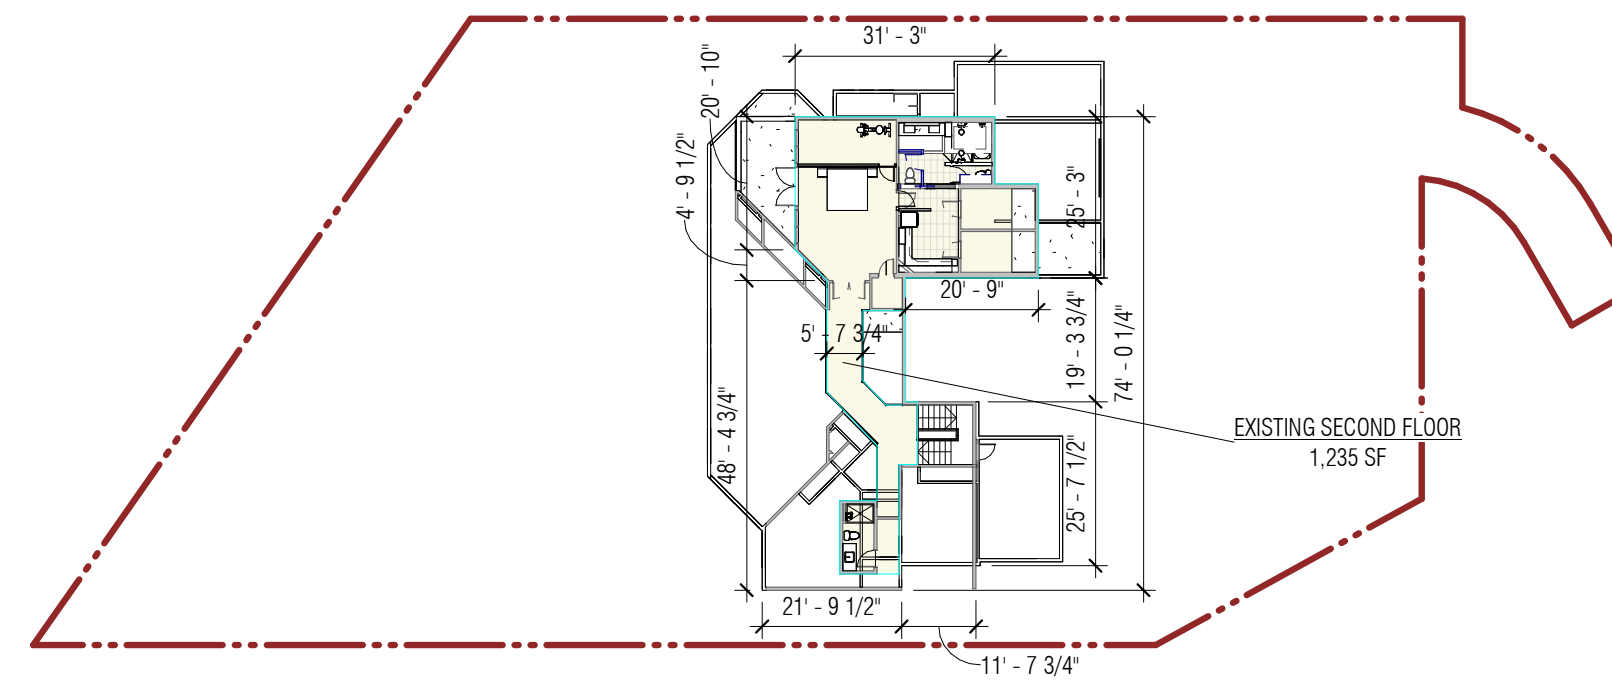 31' - 3"
20' - 10"
4' - 9 1/2"
25' - 3"
20' - 9"
5' - 7 3/4"
19' - 3 3/4"
74' - 0 1/4"
48' - 4 3/4"
EXISTING SECOND FLOOR
1,235 SF
25' - 7 1/2"
21' - 9 1/2"
11' - 7 3/4"